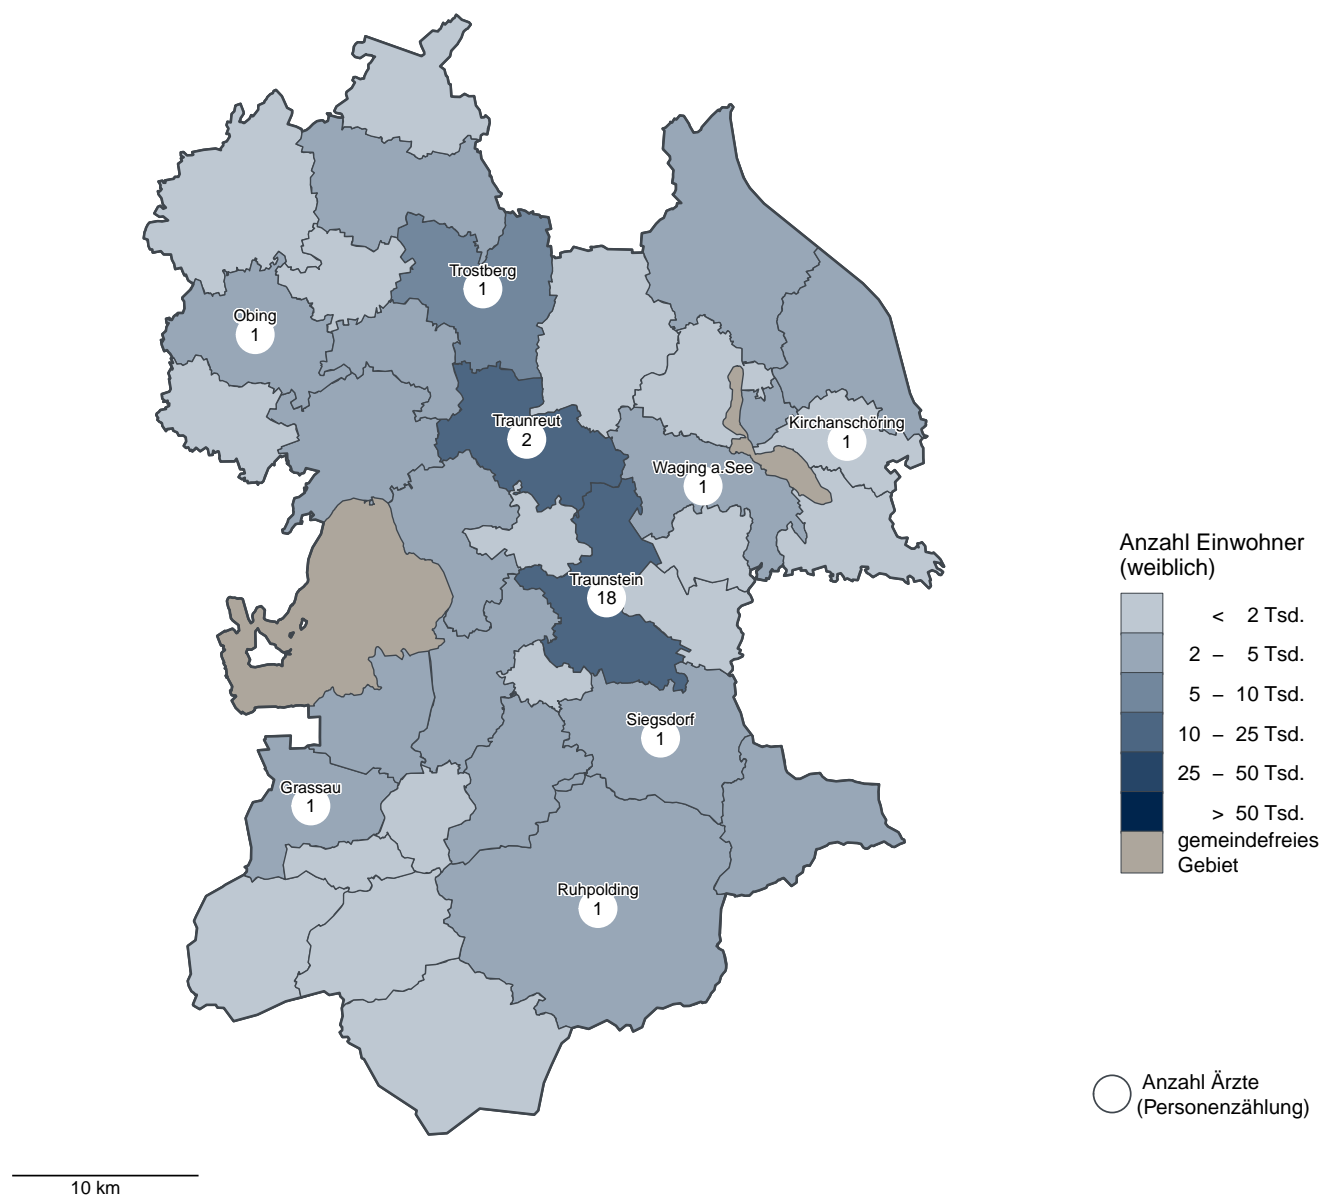 Trostberg
1
Obing
1
Traunreut
2
Kirchanschöring
1
Waging a.See
1
Traunstein
18
Siegsdorf
1
Grassau
1
Ruhpolding
1
Anzahl Einwohner
(weiblich)
< 2 Tsd.
2 – 5 Tsd.
5 – 10 Tsd.
10 – 25 Tsd.
25 – 50 Tsd.
> 50 Tsd.
gemeindefreies
Gebiet
Anzahl Ärzte
(Personenzählung)
10 km